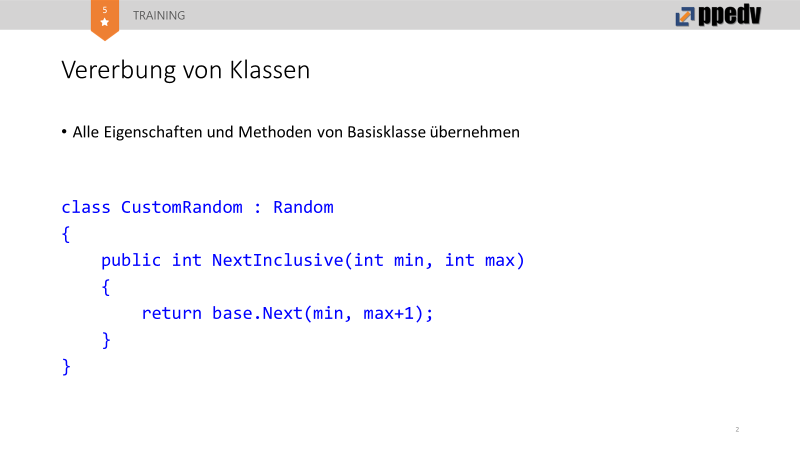 5
TRAINING
ppedv
Vererbung von Klassen
• Alle Eigenschaften und Methoden von Basisklasse übernehmen
class CustomRandom : Random
{
    public int NextInclusive(int min, int max)
    {
        return base.Next(min, max+1);
    }
}
2